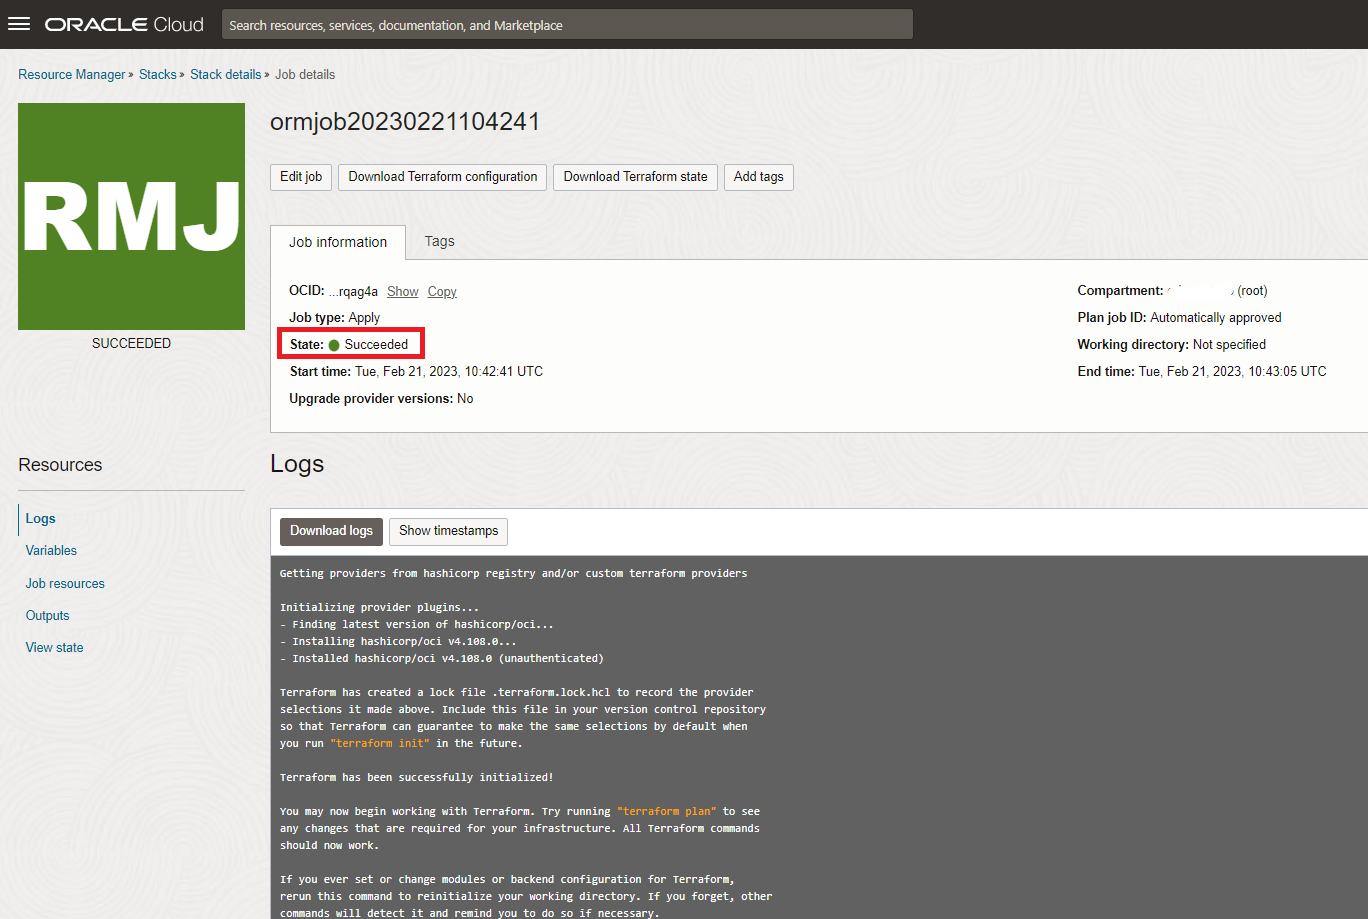 ORACLE Cloud
Search resources, services, documentation, and Marketplace
Resource Manager » Stacks » Stack details » Job details
RMJ
SUCCEEDED
ormjob20230221104241
Edit job
Download Terraform configuration
Download Terraform state
Add tags
Job information
Tags
OCID: ...rqag4a Show Copy
Job type: Apply
State: Succeeded
Start time: Tue, Feb 21, 2023, 10:42:41 UTC
Upgrade provider versions: No
Compartment: (root)
Plan job ID: Automatically approved
Working directory: Not specified
End time: Tue, Feb 21, 2023, 10:43:05 UTC
Resources
Logs
Variables
Job resources
Outputs
View state
Logs
Download logs
Show timestamps
Getting providers from hashicorp registry and/or custom terraform providers
Initializing provider plugins...
- Finding latest version of hashicorp/oci...
- Installing hashicorp/oci v4.108.0...
- Installed hashicorp/oci v4.108.0 (unauthenticated)
Terraform has created a lock file .terraform.lock.hcl to record the provider
selections it made above. Include this file in your version control repository
so that Terraform can guarantee to make the same selections by default when
you run "terraform init" in the future.
Terraform has been successfully initialized!
You may now begin working with Terraform. Try running "terraform plan" to see
any changes that are required for your infrastructure. All Terraform commands
should now work.
If you ever set or change modules or backend configuration for Terraform,
rerun this command to reinitialize your working directory. If you forget, other
commands will detect it and remind you to do so if necessary.